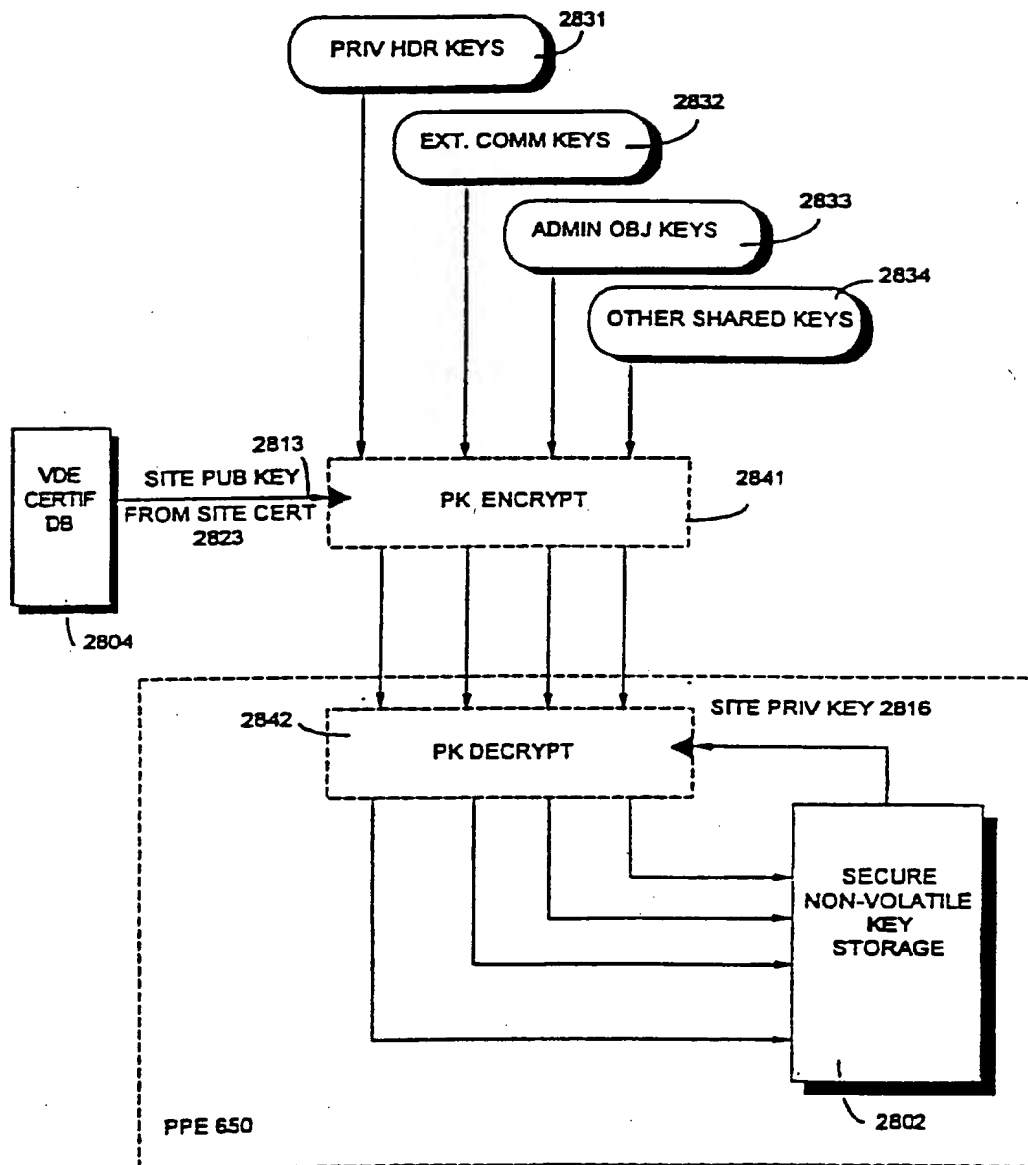 2831
PRIV HDR KEYS
2832
EXT. COMM KEYS
2833
ADMIN OBJ KEYS
2834
OTHER SHARED KEYS
VDE
CERTIF
DB
2813
SITE PUB KEY
FROM SITE CERT
2823
PK ENCRYPT
2841
2804
2842
PK DECRYPT
SITE PRIV KEY 2816
SECURE
NON-VOLATILE
KEY
STORAGE
2802
PPE 650